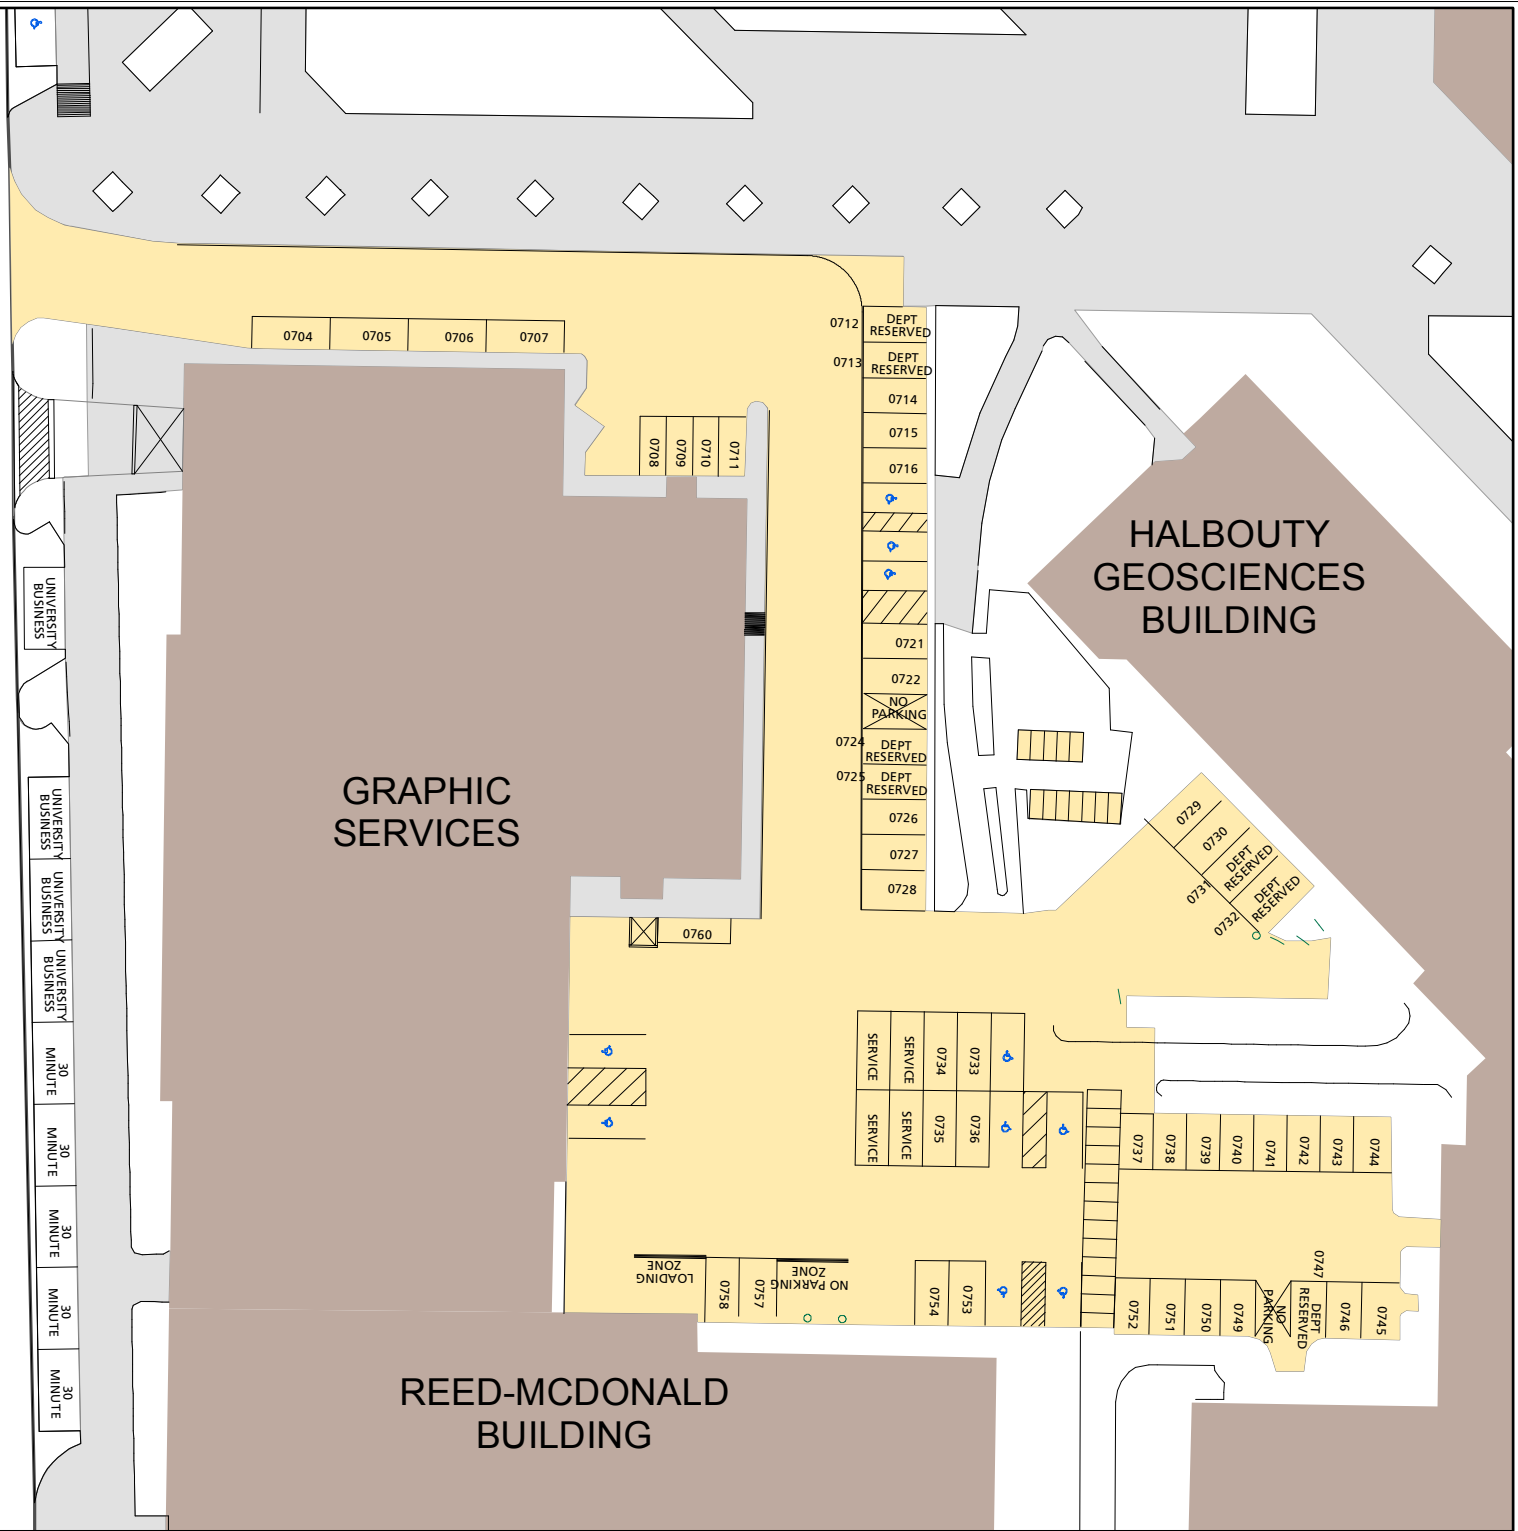 0704
0705
0706
0707
0712
DEPT
RESERVED
0713
DEPT
RESERVED
0714
0715
0716
0708
0709
0710
0711
HALBOUTY
GEOSCIENCES
BUILDING
UNIVERSITY
BUSINESS
0721
0722
NO
PARKING
0724
DEPT
RESERVED
0725
DEPT
RESERVED
0726
0727
0728
GRAPHIC
SERVICES
UNIVERSITY
BUSINESS
UNIVERSITY
BUSINESS
UNIVERSITY
BUSINESS
0729
0730
DEPT
RESERVED
0731
DEPT
RESERVED
0732
0760
SERVICE
SERVICE
0734
0733
SERVICE
SERVICE
0735
0736
30
MINUTE
30
MINUTE
30
MINUTE
30
MINUTE
30
MINUTE
0737
0738
0739
0740
0741
0742
0743
0744
LOADING
ZONE
0758
0757
NO PARKING
ZONE
0754
0753
0752
0751
0750
0749
NO
PARKING
0747
DEPT
RESERVED
0746
0745
REED-MCDONALD
BUILDING